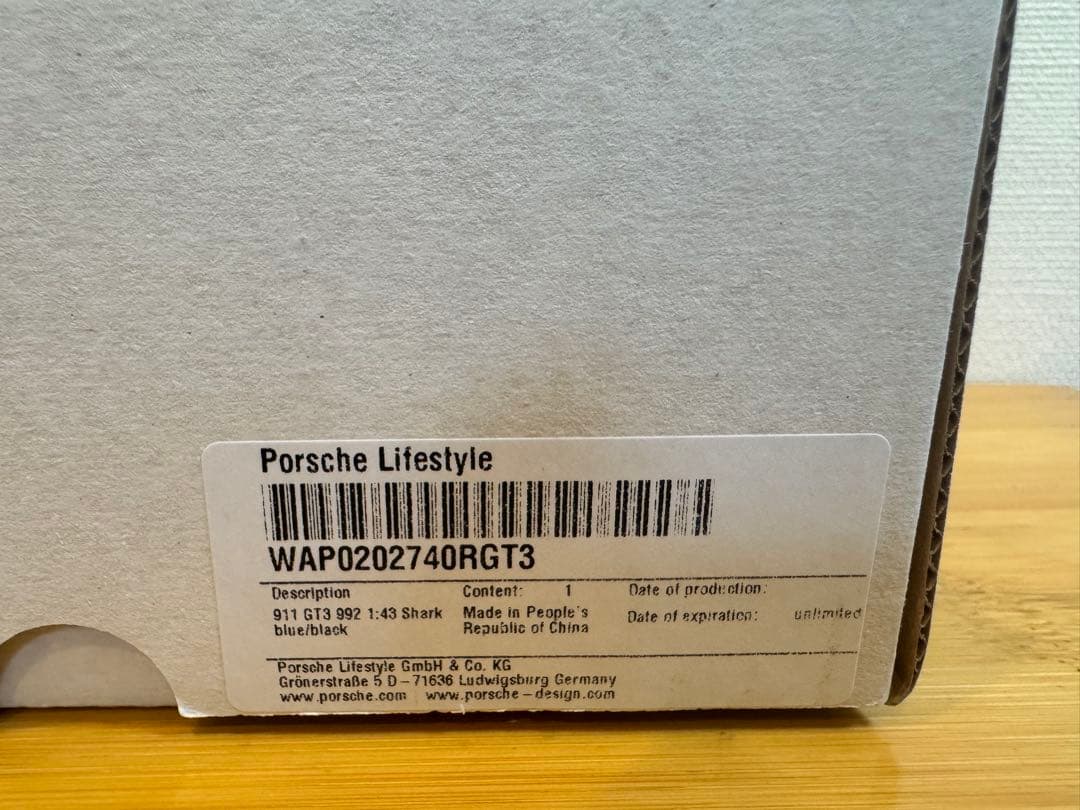 Porsche Lifestyle
WAP0202740RGT3
Description Content: 1 Date of production:
911 GT3 992 1:43 Shark Made in People's Date of expiration: unlimited
blue/black Republic of China
Porsche Lifestyle GmbH & Co. KG
Grönerstraße 5 D-71636 Ludwigsburg Germany
www.porsche.com www.porsche-design.com